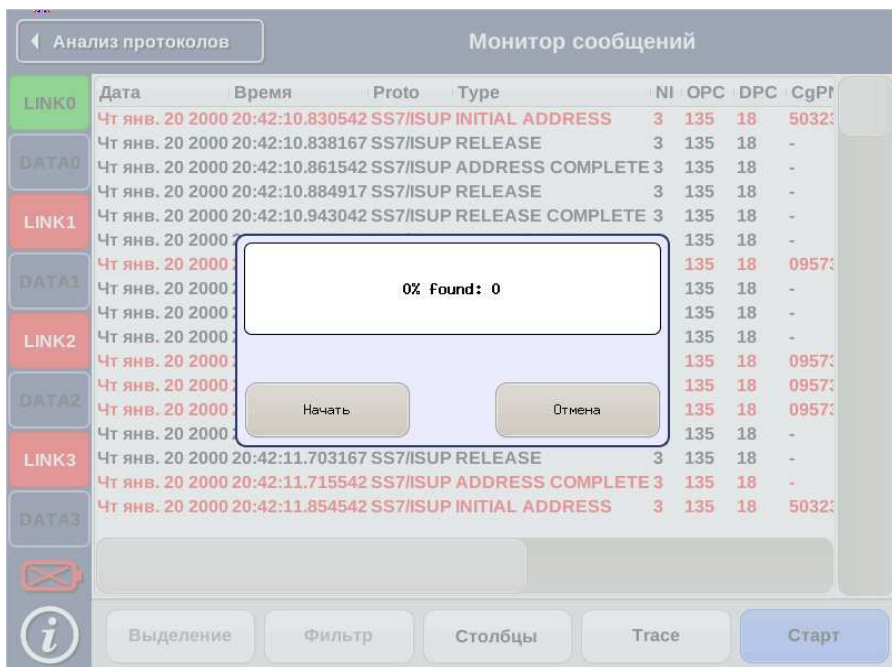 Анализ протоколов
Монитор сообщений
LINK0
DATA0
LINK1
DATA1
LINK2
DATA2
LINK3
DATA3
Дата Время Proto Type NI OPC DPC CgPN
Чт янв. 20 2000 20:42:10.830542 SS7/ISUP INITIAL ADDRESS 3 135 18 50323
Чт янв. 20 2000 20:42:10.838167 SS7/ISUP RELEASE 3 135 18 -
Чт янв. 20 2000 20:42:10.861542 SS7/ISUP ADDRESS COMPLETE 3 135 18 -
Чт янв. 20 2000 20:42:10.884917 SS7/ISUP RELEASE 3 135 18 -
Чт янв. 20 2000 20:42:10.943042 SS7/ISUP RELEASE COMPLETE 3 135 18 -
Чт янв. 20 2000 135 18 -
Чт янв. 20 2000 135 18 09573
Чт янв. 20 2000 135 18 -
Чт янв. 20 2000 135 18 -
Чт янв. 20 2000 135 18 -
Чт янв. 20 2000 135 18 09573
Чт янв. 20 2000 135 18 09573
Чт янв. 20 2000 135 18 09573
Чт янв. 20 2000 135 18 -
Чт янв. 20 2000 20:42:11.703167 SS7/ISUP RELEASE 3 135 18 -
Чт янв. 20 2000 20:42:11.715542 SS7/ISUP ADDRESS COMPLETE 3 135 18 -
Чт янв. 20 2000 20:42:11.854542 SS7/ISUP INITIAL ADDRESS 3 135 18 50323
0% found: 0
Начать
Отмена
Выделение
Фильтр
Столбцы
Trace
Старт